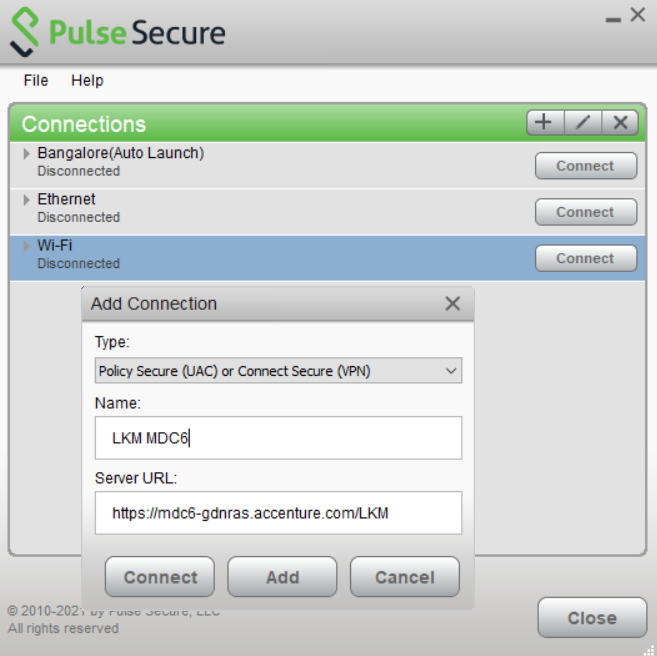 Pulse Secure
File Help
Connections
Bangalore(Auto Launch)
Disconnected
Connect
Ethernet
Disconnected
Connect
Wi-Fi
Disconnected
Connect
Add Connection
Type:
Policy Secure (UAC) or Connect Secure (VPN)
Name:
LKM MDC6
Server URL:
https://mdc6-gdnras.accenture.com/LKM
Connect Add Cancel
© 2010-2021 by Pulse Secure, LLC
All rights reserved
Close